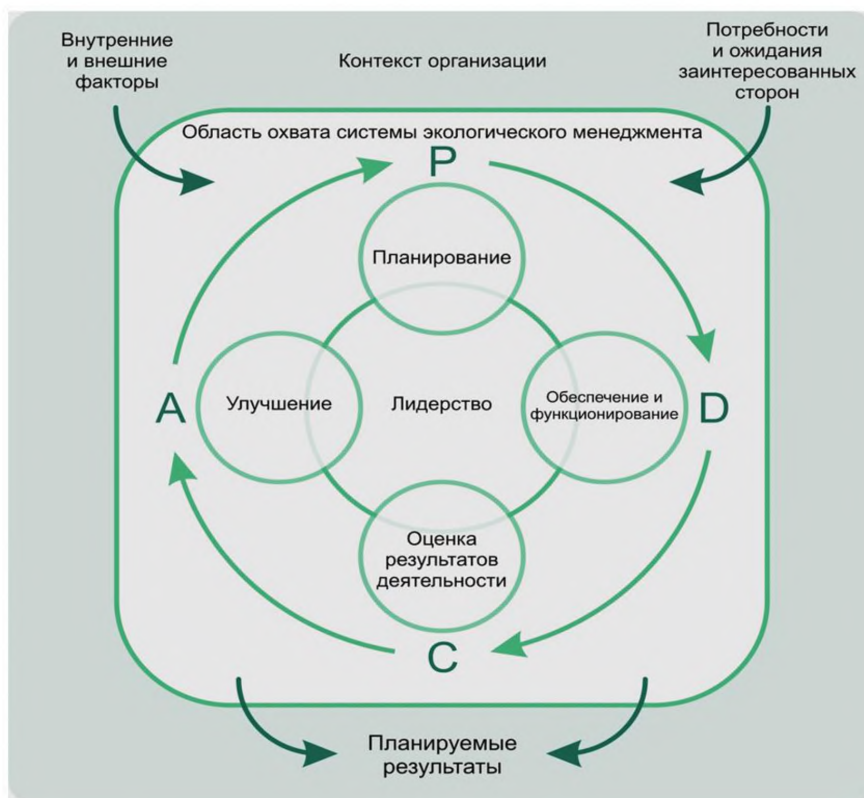 Внутренние
и внешние
факторы
Контекст организации
Потребности
и ожидания
заинтересованных
сторон
Область охвата системы экологического менеджмента
P
Планирование
A
Улучшение
Лидерство
Обеспечение и
функционирование
D
Оценка
результатов
деятельности
C
Планируемые
результаты